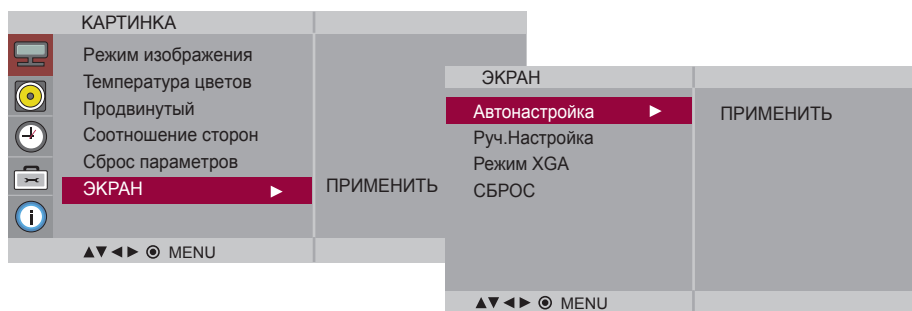 КАРТИНКА
Режим изображения
Температура цветов
Продвинутый
Соотношение сторон
Сброс параметров
ЭКРАН ► ПРИМЕНИТЬ
▲▼◄► ◉ MENU
ЭКРАН
Автонастройка ► ПРИМЕНИТЬ
Руч.Настройка
Режим XGA
СБРОС
▲▼◄► ◉ MENU